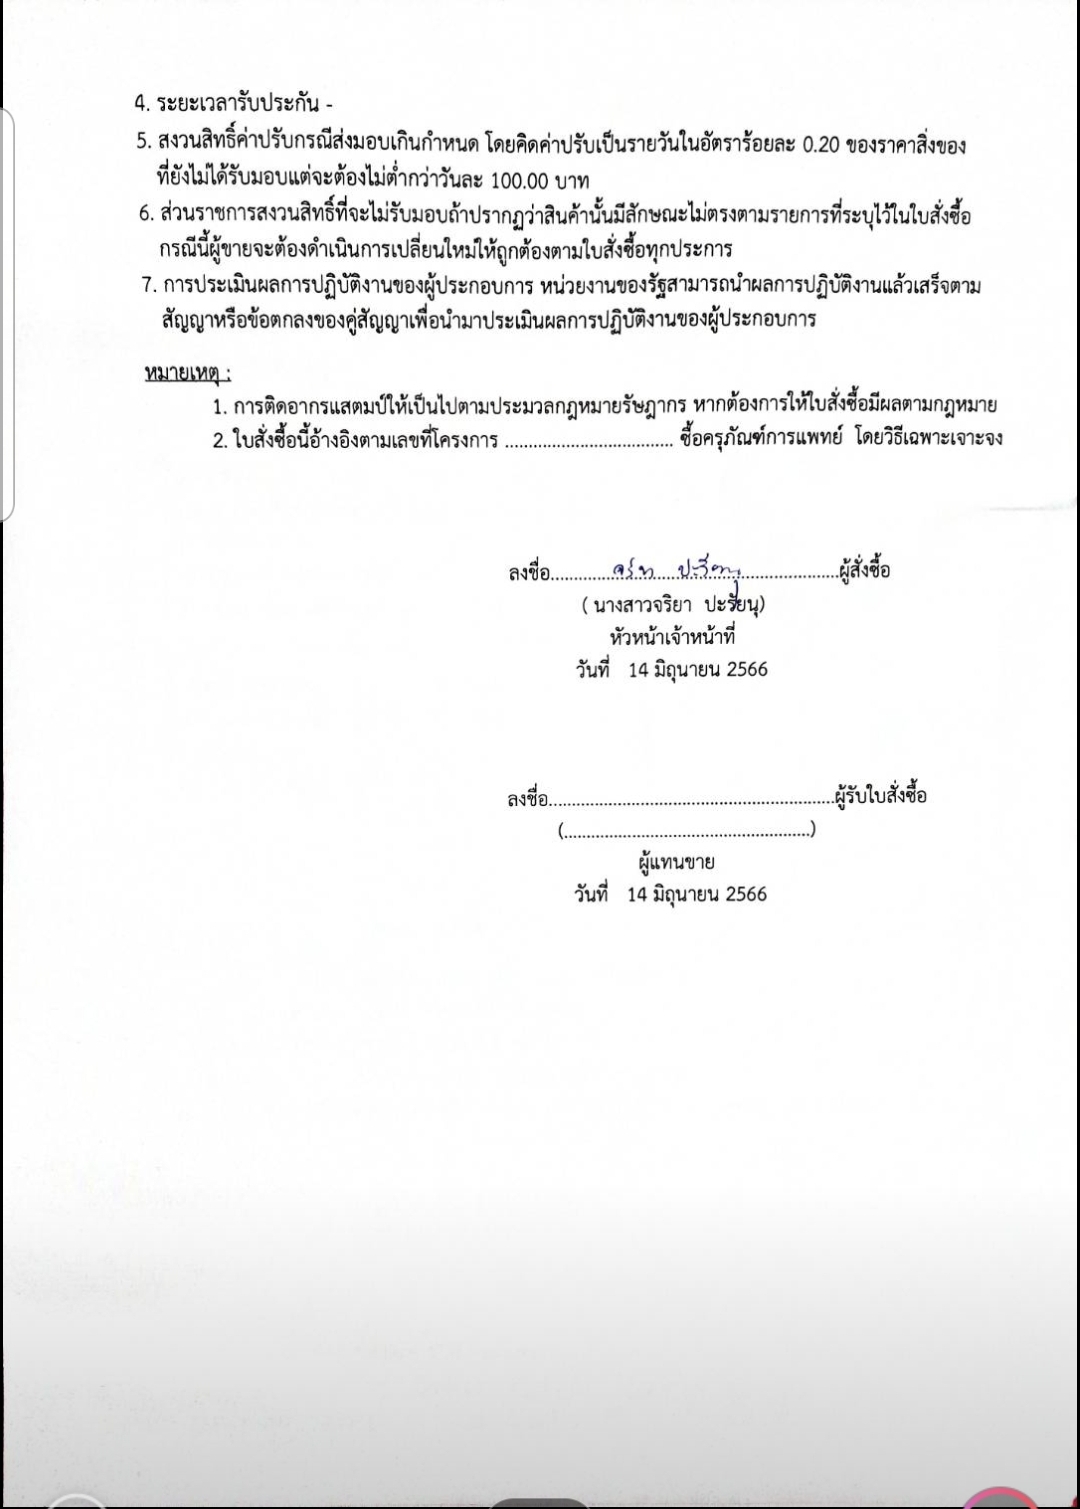 4. ระยะเวลารับประกัน -
5. สงวนสิทธิ์ค่าปรับกรณีส่งมอบเกินกำหนด โดยคิดค่าปรับเป็นรายวันในอัตราร้อยละ 0.20 ของราคาสิ่งของ
ที่ยังไม่ได้รับมอบแต่จะต้องไม่ต่ำกว่าวันละ 100.00 บาท
6. ส่วนราชการสงวนสิทธิ์ที่จะไม่รับมอบถ้าปรากฏว่าสินค้านั้นมีลักษณะไม่ตรงตามรายการที่ระบุไว้ในใบสั่งซื้อ
กรณีนี้ผู้ขายจะต้องดำเนินการเปลี่ยนใหม่ให้ถูกต้องตามใบสั่งซื้อทุกประการ
7. การประเมินผลการปฏิบัติงานของผู้ประกอบการ หน่วยงานของรัฐสามารถนำผลการปฏิบัติงานแล้วเสร็จตาม
สัญญาหรือข้อตกลงของคู่สัญญาเพื่อนำมาประเมินผลการปฏิบัติงานของผู้ประกอบการ
หมายเหตุ :
1. การติดอากรแสตมป์ให้เป็นไปตามประมวลกฎหมายรัษฎากร หากต้องการให้ใบสั่งซื้อมีผลตามกฎหมาย
2. ใบสั่งซื้อนี้อ้างอิงตามเลขที่โครงการ .................................... ซื้อครุภัณฑ์การแพทย์ โดยวิธีเฉพาะเจาะจง
ลงชื่อ..............................................................ผู้สั่งซื้อ
( นางสาวจริยา ปะรัยนุ)
หัวหน้าเจ้าหน้าที่
วันที่ 14 มิถุนายน 2566
ลงชื่อ..............................................................ผู้รับใบสั่งซื้อ
(......................................................)
ผู้แทนขาย
วันที่ 14 มิถุนายน 2566